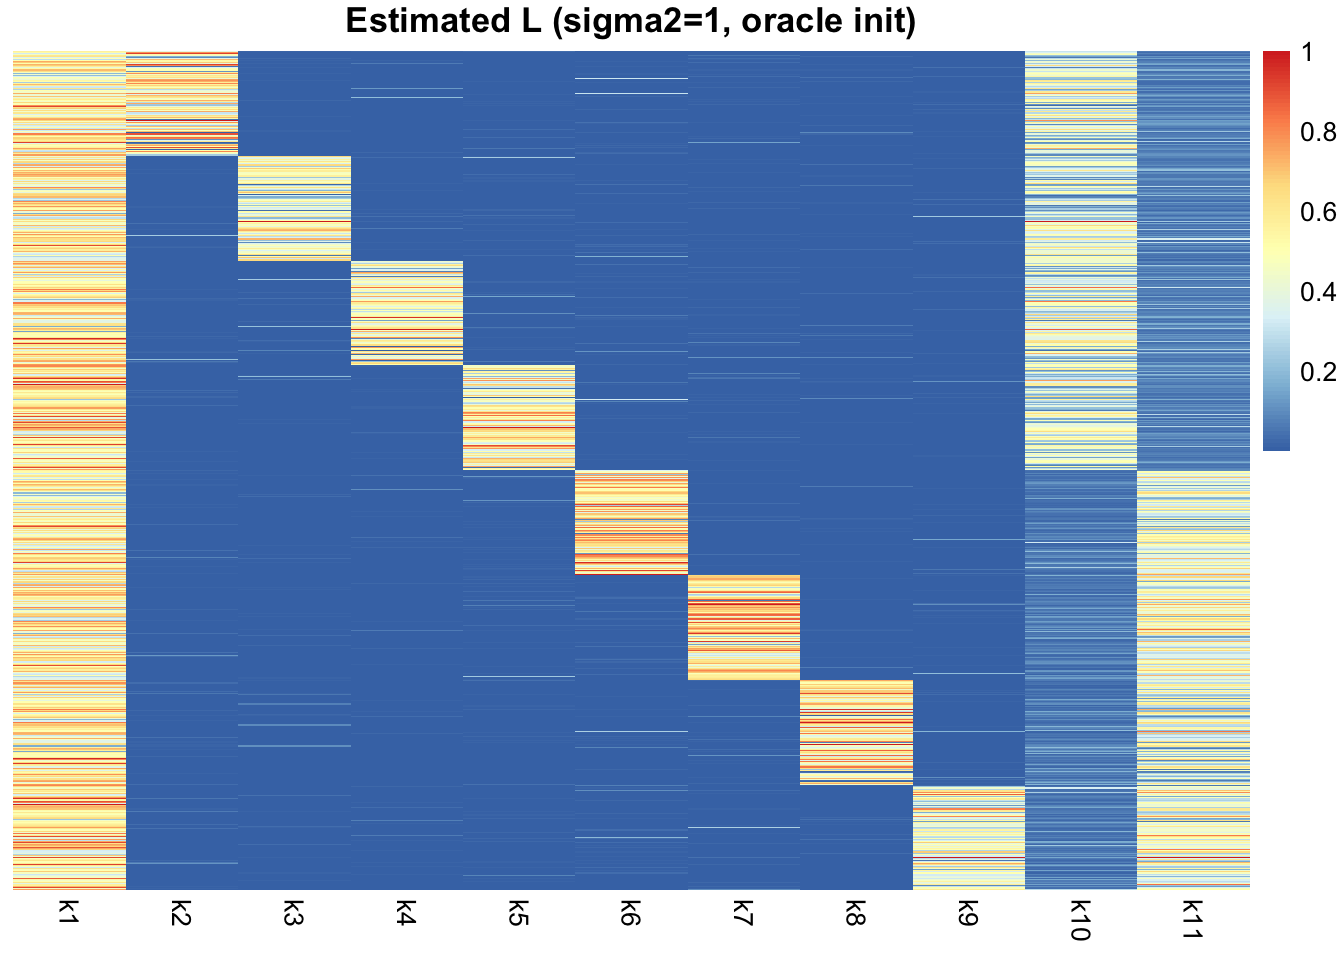 Estimated L (sigma2=1, oracle init)
1
0.8
0.6
0.4
0.2
k1
k2
k3
k4
k5
k6
k7
k8
k9
k10
k11